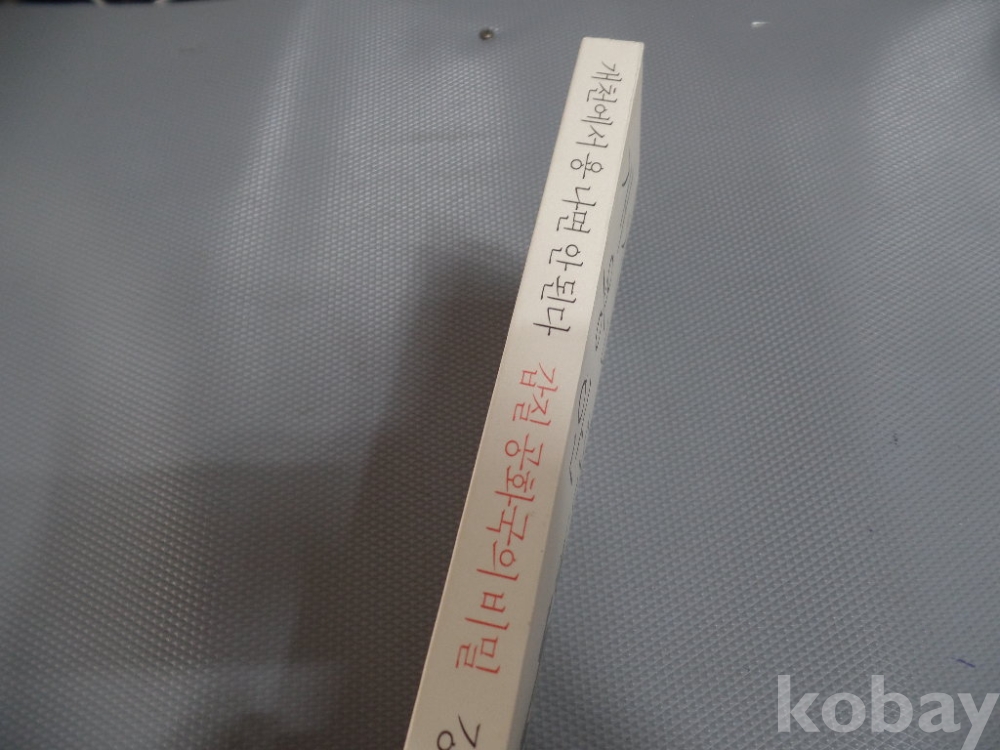 개천에서 용 나면 안 된다
갑질 공화국의 비밀
강
kobay